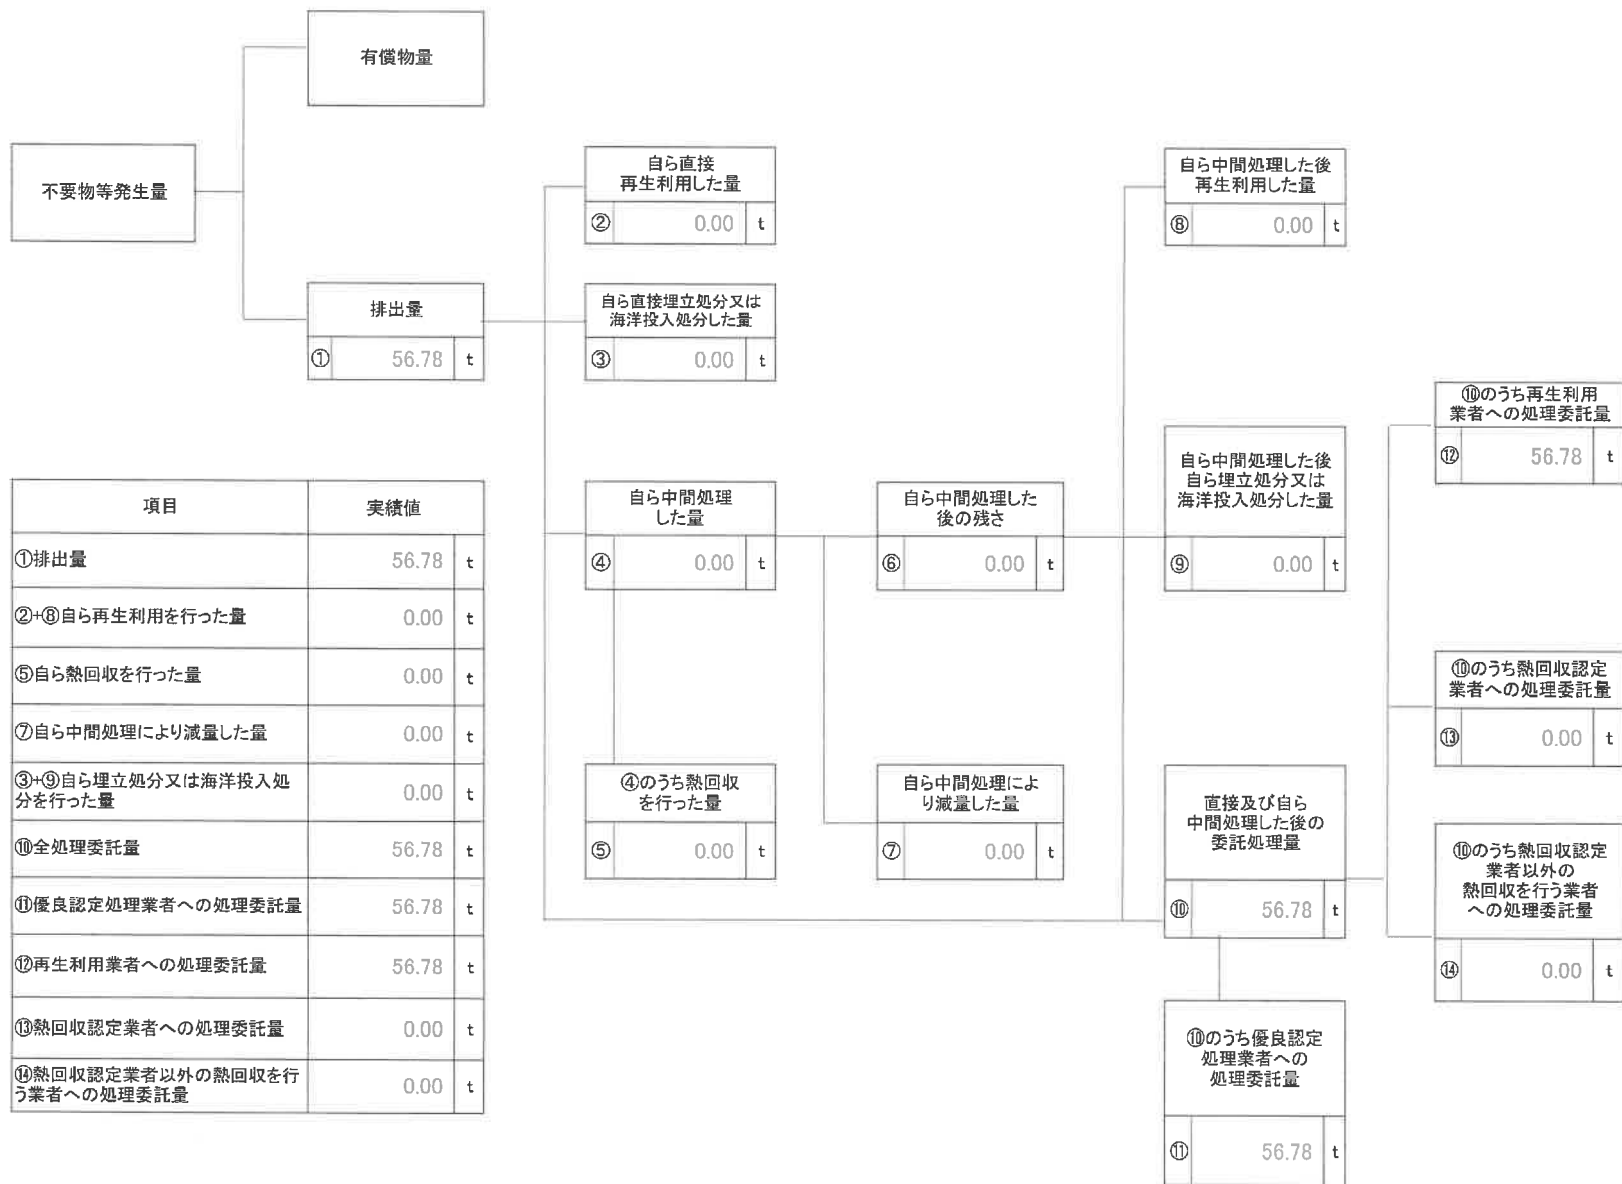 有償物量
不要物等発生量
排出量
① 56.78 t
自ら直接
再生利用した量
② 0.00 t
自ら直接埋立処分又は
海洋投入処分した量
③ 0.00 t
自ら中間処理
した量
④ 0.00 t
④のうち熱回収
を行った量
⑤ 0.00 t
自ら中間処理した
後の残さ
⑥ 0.00 t
自ら中間処理によ
り減量した量
⑦ 0.00 t
自ら中間処理した後
再生利用した量
⑧ 0.00 t
自ら中間処理した後
自ら埋立処分又は
海洋投入処分した量
⑨ 0.00 t
直接及び自ら
中間処理した後の
委託処理量
⑩ 56.78 t
⑩のうち優良認定
処理業者への
処理委託量
⑪ 56.78 t
⑩のうち再生利用
業者への処理委託量
⑫ 56.78 t
⑩のうち熱回収認定
業者への処理委託量
⑬ 0.00 t
⑩のうち熱回収認定
業者以外の
熱回収を行う業者
への処理委託量
⑭ 0.00 t
項目 実績値
①排出量 56.78 t
②+⑧自ら再生利用を行った量 0.00 t
⑤自ら熱回収を行った量 0.00 t
⑦自ら中間処理により減量した量 0.00 t
③+⑨自ら埋立処分又は海洋投入処
分を行った量 0.00 t
⑩全処理委託量 56.78 t
⑪優良認定処理業者への処理委託量 56.78 t
⑫再生利用業者への処理委託量 56.78 t
⑬熱回収認定業者への処理委託量 0.00 t
⑭熱回収認定業者以外の熱回収を行
う業者への処理委託量 0.00 t